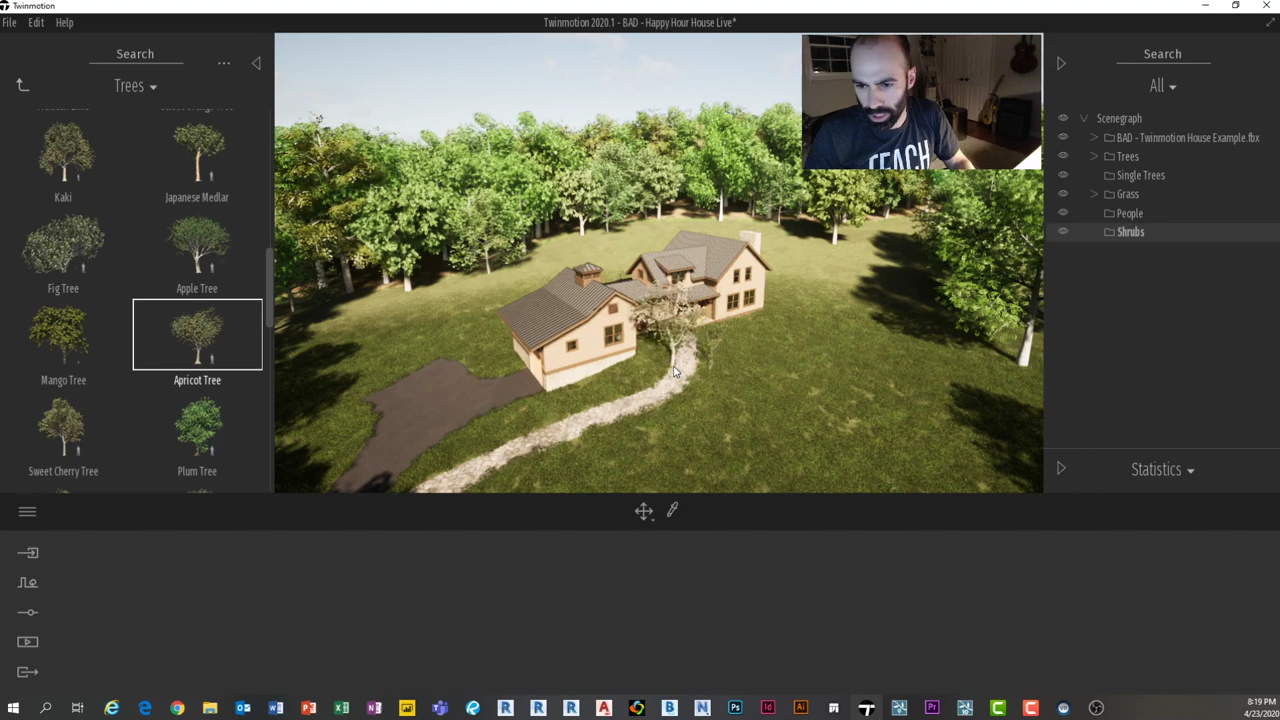 Twinmotion
File Edit Help
Twinmotion 2020.1 - BAD - Happy Hour House Live*
Search
...
Trees
Kaki
Japanese Medlar
Fig Tree
Apple Tree
Mango Tree
Apricot Tree
Sweet Cherry Tree
Plum Tree
Search
All
Scenegraph
BAD - Twinmotion House Example.fbx
Trees
Single Trees
Grass
People
Shrubs
Statistics
8:19 PM
4/23/2020